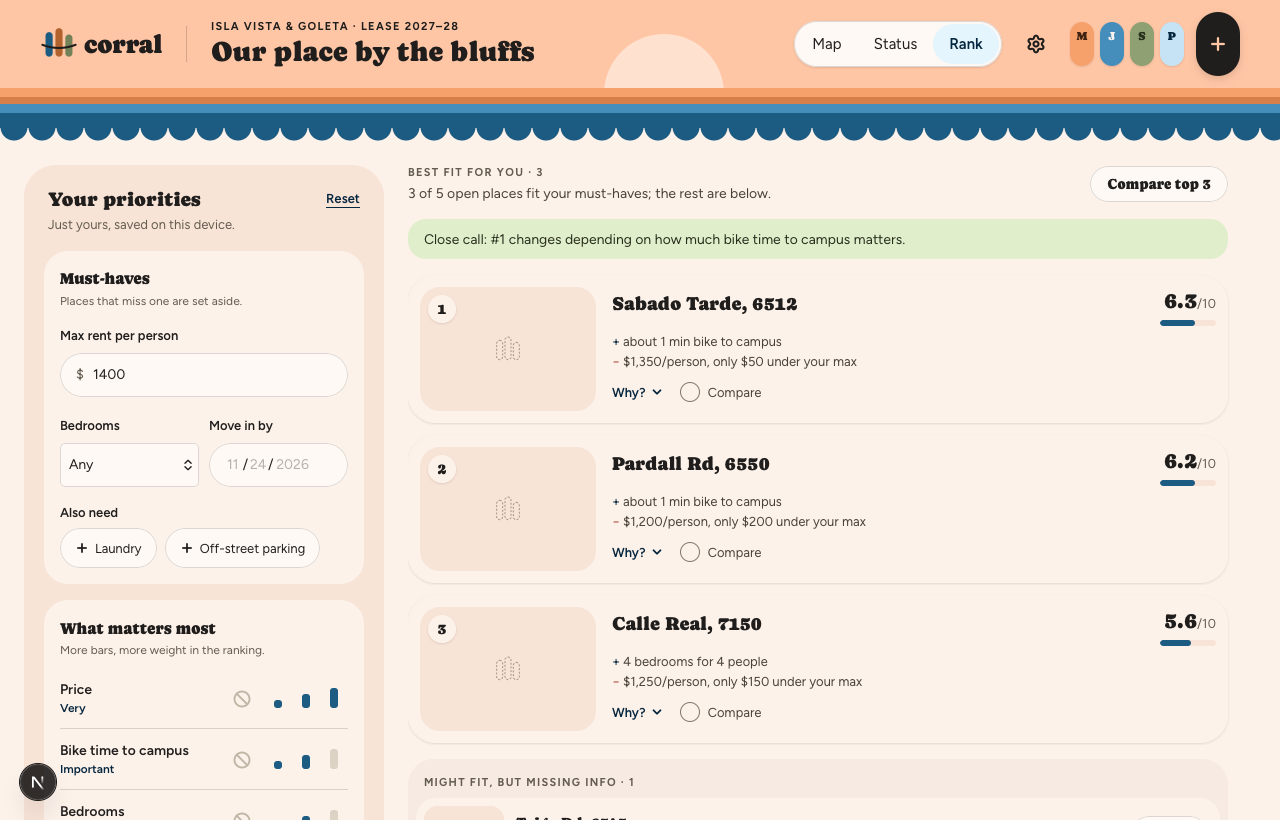 corral
ISLA VISTA & GOLETA · LEASE 2027–28
Our place by the bluffs
Map
Status
Rank
M
J
S
P
+
Your priorities
Reset
Just yours, saved on this device.
Must-haves
Places that miss one are set aside.
Max rent per person
$ 1400
Bedrooms
Move in by
Any
11 / 24 / 2026
Also need
+ Laundry
+ Off-street parking
What matters most
More bars, more weight in the ranking.
Price
Very
Bike time to campus
Important
Bedrooms
N
BEST FIT FOR YOU · 3
3 of 5 open places fit your must-haves; the rest are below.
Compare top 3
Close call: #1 changes depending on how much bike time to campus matters.
1
Sabado Tarde, 6512
6.3/10
+ about 1 min bike to campus
− $1,350/person, only $50 under your max
Why?
Compare
2
Pardall Rd, 6550
6.2/10
+ about 1 min bike to campus
− $1,200/person, only $200 under your max
Why?
Compare
3
Calle Real, 7150
5.6/10
+ 4 bedrooms for 4 people
− $1,250/person, only $150 under your max
Why?
Compare
MIGHT FIT, BUT MISSING INFO · 1